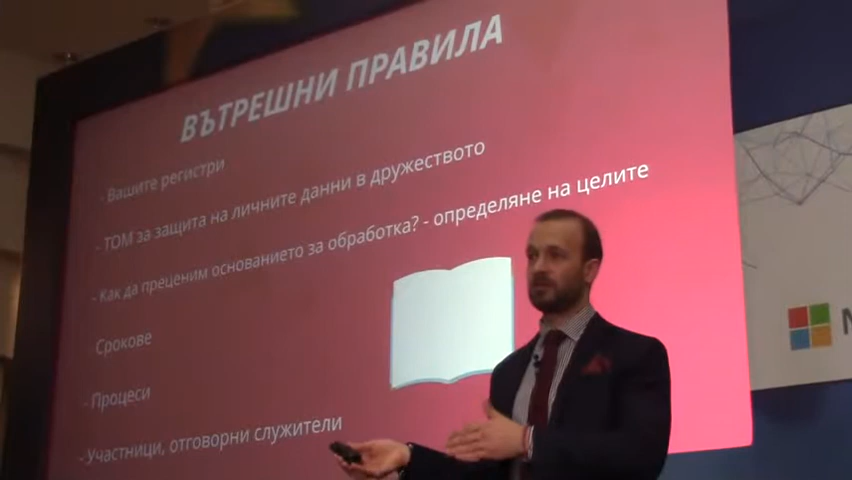 ВЪТРЕШНИ ПРАВИЛА
- Вашите регистри
- ТОМ за защита на личните данни в дружеството
- Как да преценим основанието за обработка? - определяне на целите
Срокове
- Процеси
- Участници, отговорни служители